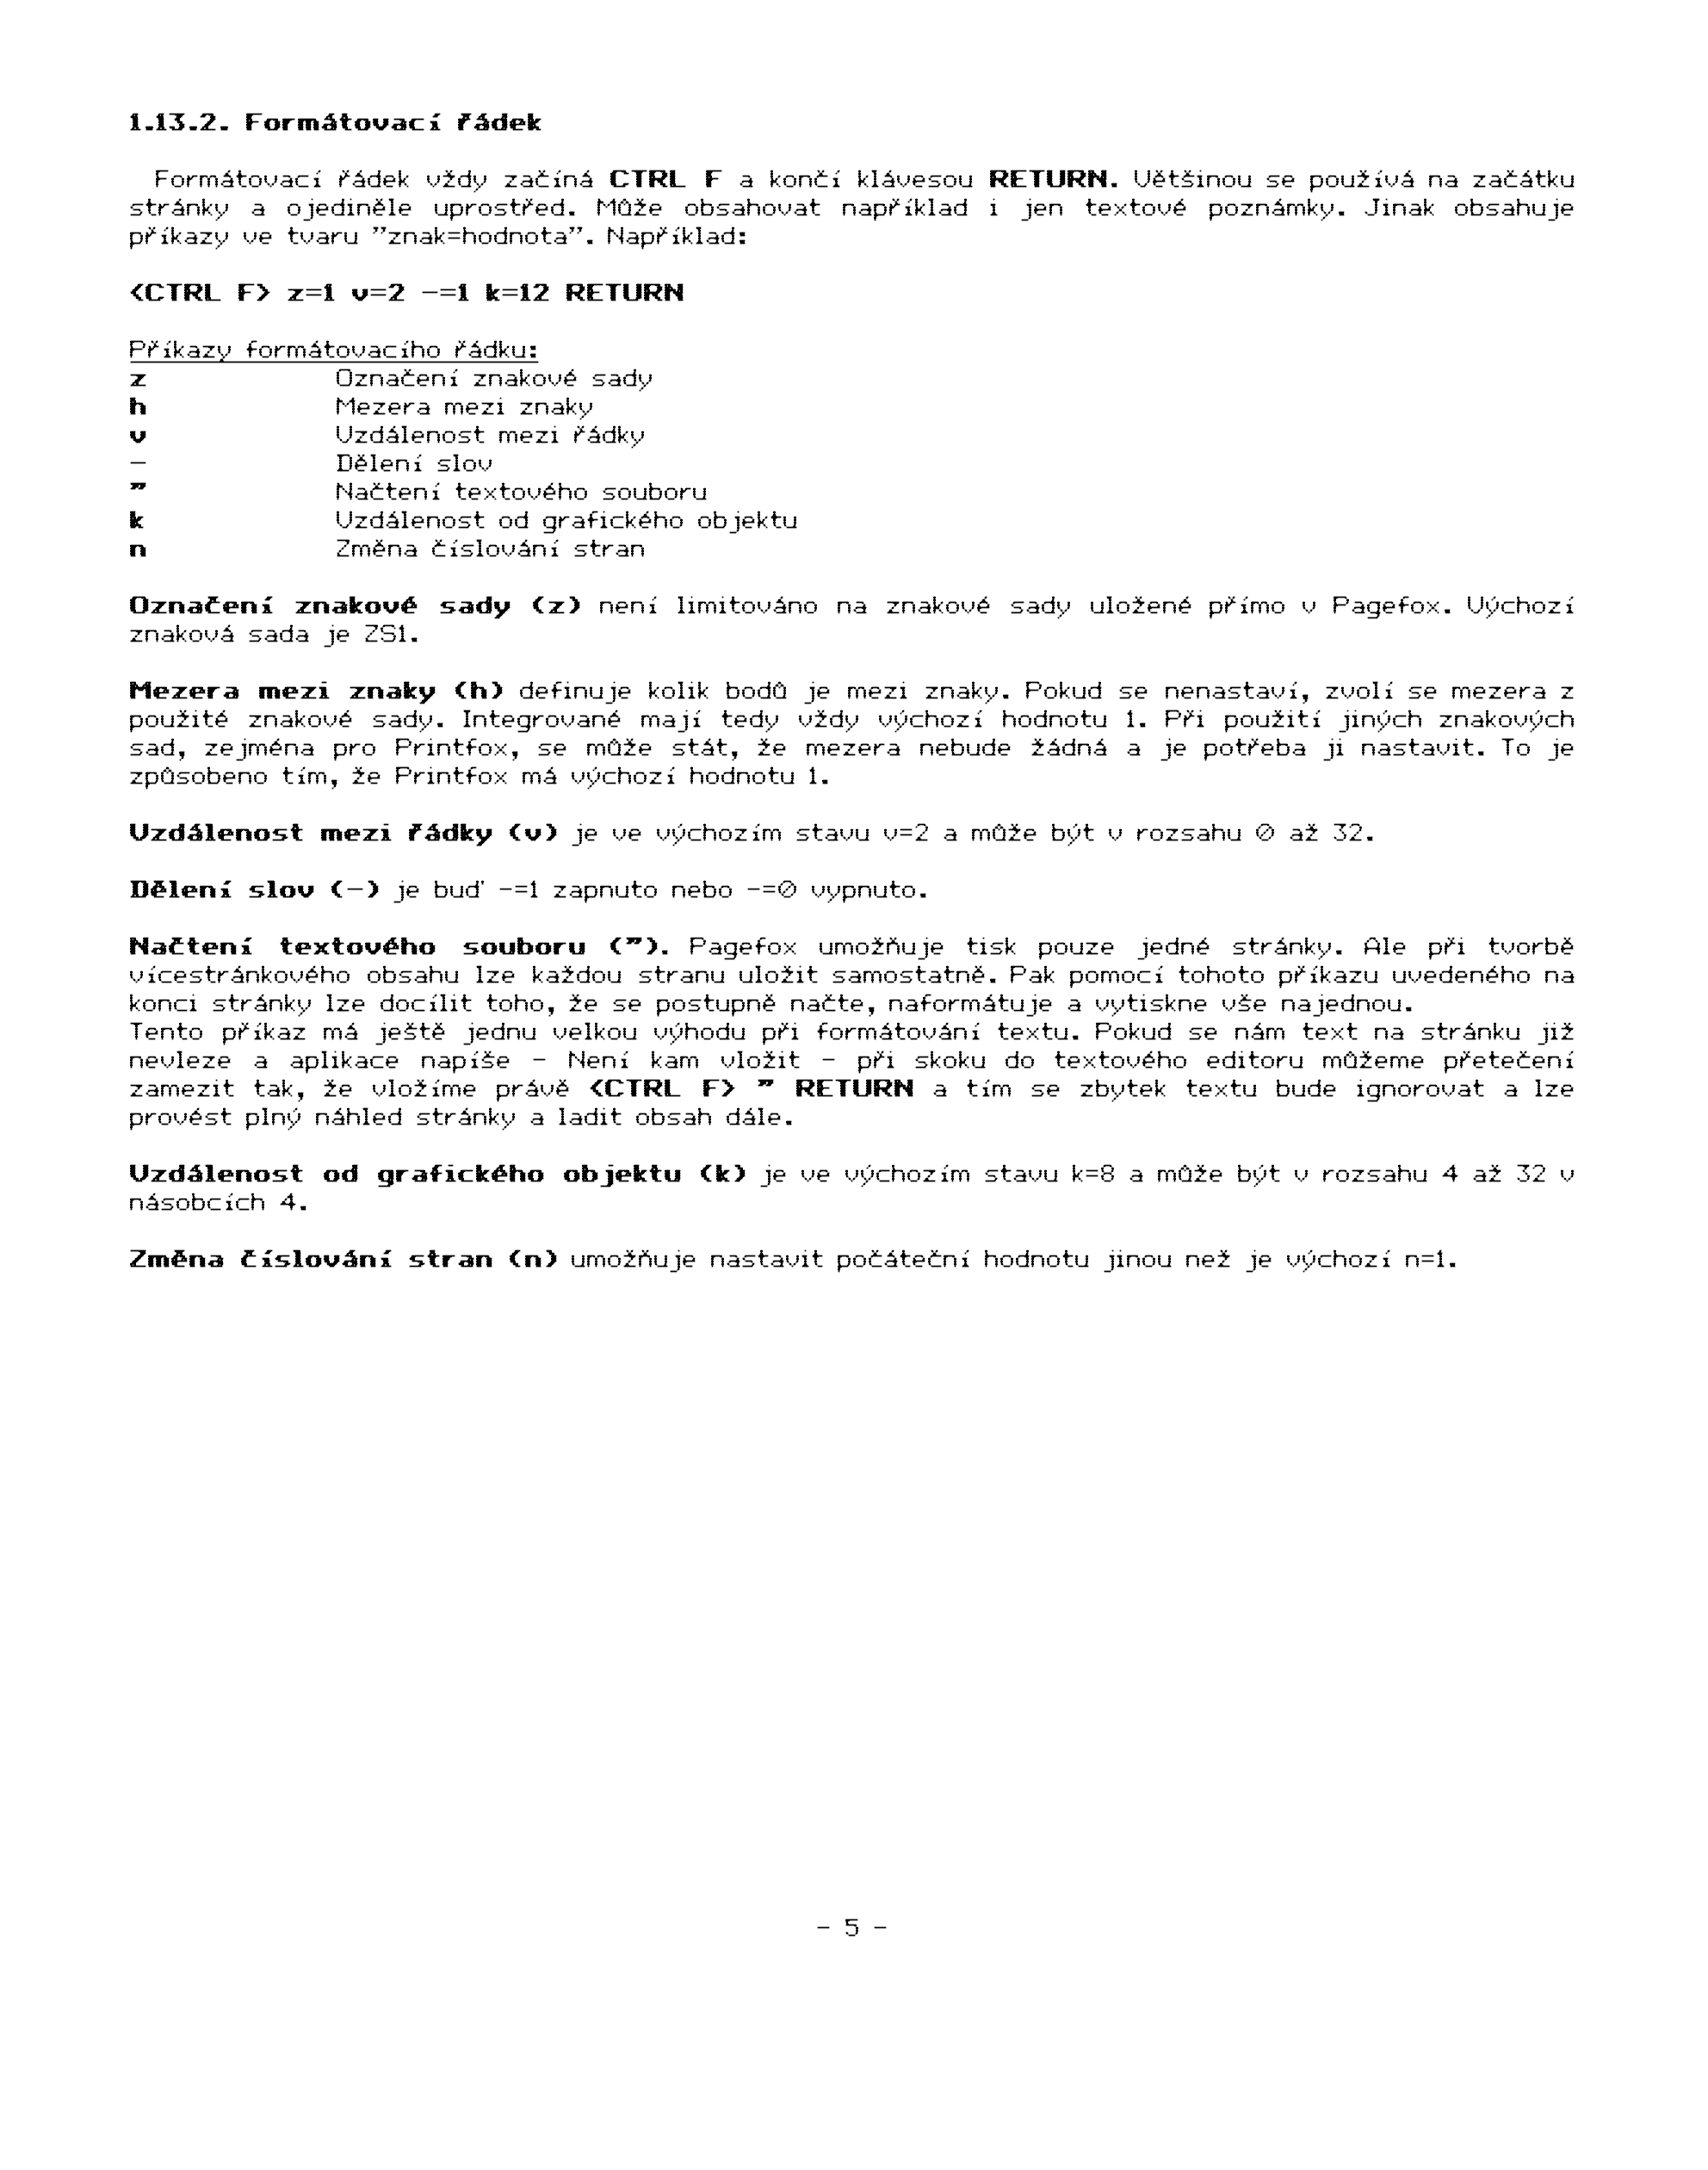 1.13.2. Formátovací řádek
Formátovací řádek vždy začíná CTRL F a končí klávesou RETURN. Většinou se používá na začátku
stránky a ojediněle uprostřed. Může obsahovat například i jen textové poznámky. Jinak obsahuje
příkazy ve tvaru "znak=hodnota". Například:
<CTRL F> z=1 v=2 -=1 k=12 RETURN
Příkazy formátovacího řádku:
z Označení znakové sady
h Mezera mezi znaky
v Vzdálenost mezi řádky
- Dělení slov
" Načtení textového souboru
k Vzdálenost od grafického objektu
n Změna číslování stran
Označení znakové sady (z) není limitováno na znakové sady uložené přímo v Pagefox. Výchozí
znaková sada je ZS1.
Mezera mezi znaky (h) definuje kolik bodů je mezi znaky. Pokud se nenastaví, zvolí se mezera z
použité znakové sady. Integrované mají tedy vždy výchozí hodnotu 1. Při použití jiných znakových
sad, zejména pro Printfox, se může stát, že mezera nebude žádná a je potřeba ji nastavit. To je
způsobeno tím, že Printfox má výchozí hodnotu 1.
Vzdálenost mezi řádky (v) je ve výchozím stavu v=2 a může být v rozsahu 0 až 32.
Dělení slov (-) je buď -=1 zapnuto nebo -=0 vypnuto.
Načtení textového souboru ("). Pagefox umožňuje tisk pouze jedné stránky. Ale při tvorbě
vícestránkového obsahu lze každou stranu uložit samostatně. Pak pomocí tohoto příkazu uvedeného na
konci stránky lze docílit toho, že se postupně načte, naformátuje a vytiskne vše najednou.
Tento příkaz má ještě jednu velkou výhodu při formátování textu. Pokud se nám text na stránku již
nevleze a aplikace napíše - Není kam vložit - při skoku do textového editoru můžeme přetečení
zamezit tak, že vložíme právě <CTRL F> " RETURN a tím se zbytek textu bude ignorovat a lze
provést plný náhled stránky a ladit obsah dále.
Vzdálenost od grafického objektu (k) je ve výchozím stavu k=8 a může být v rozsahu 4 až 32 v
násobcích 4.
Změna číslování stran (n) umožňuje nastavit počáteční hodnotu jinou než je výchozí n=1.
- 5 -